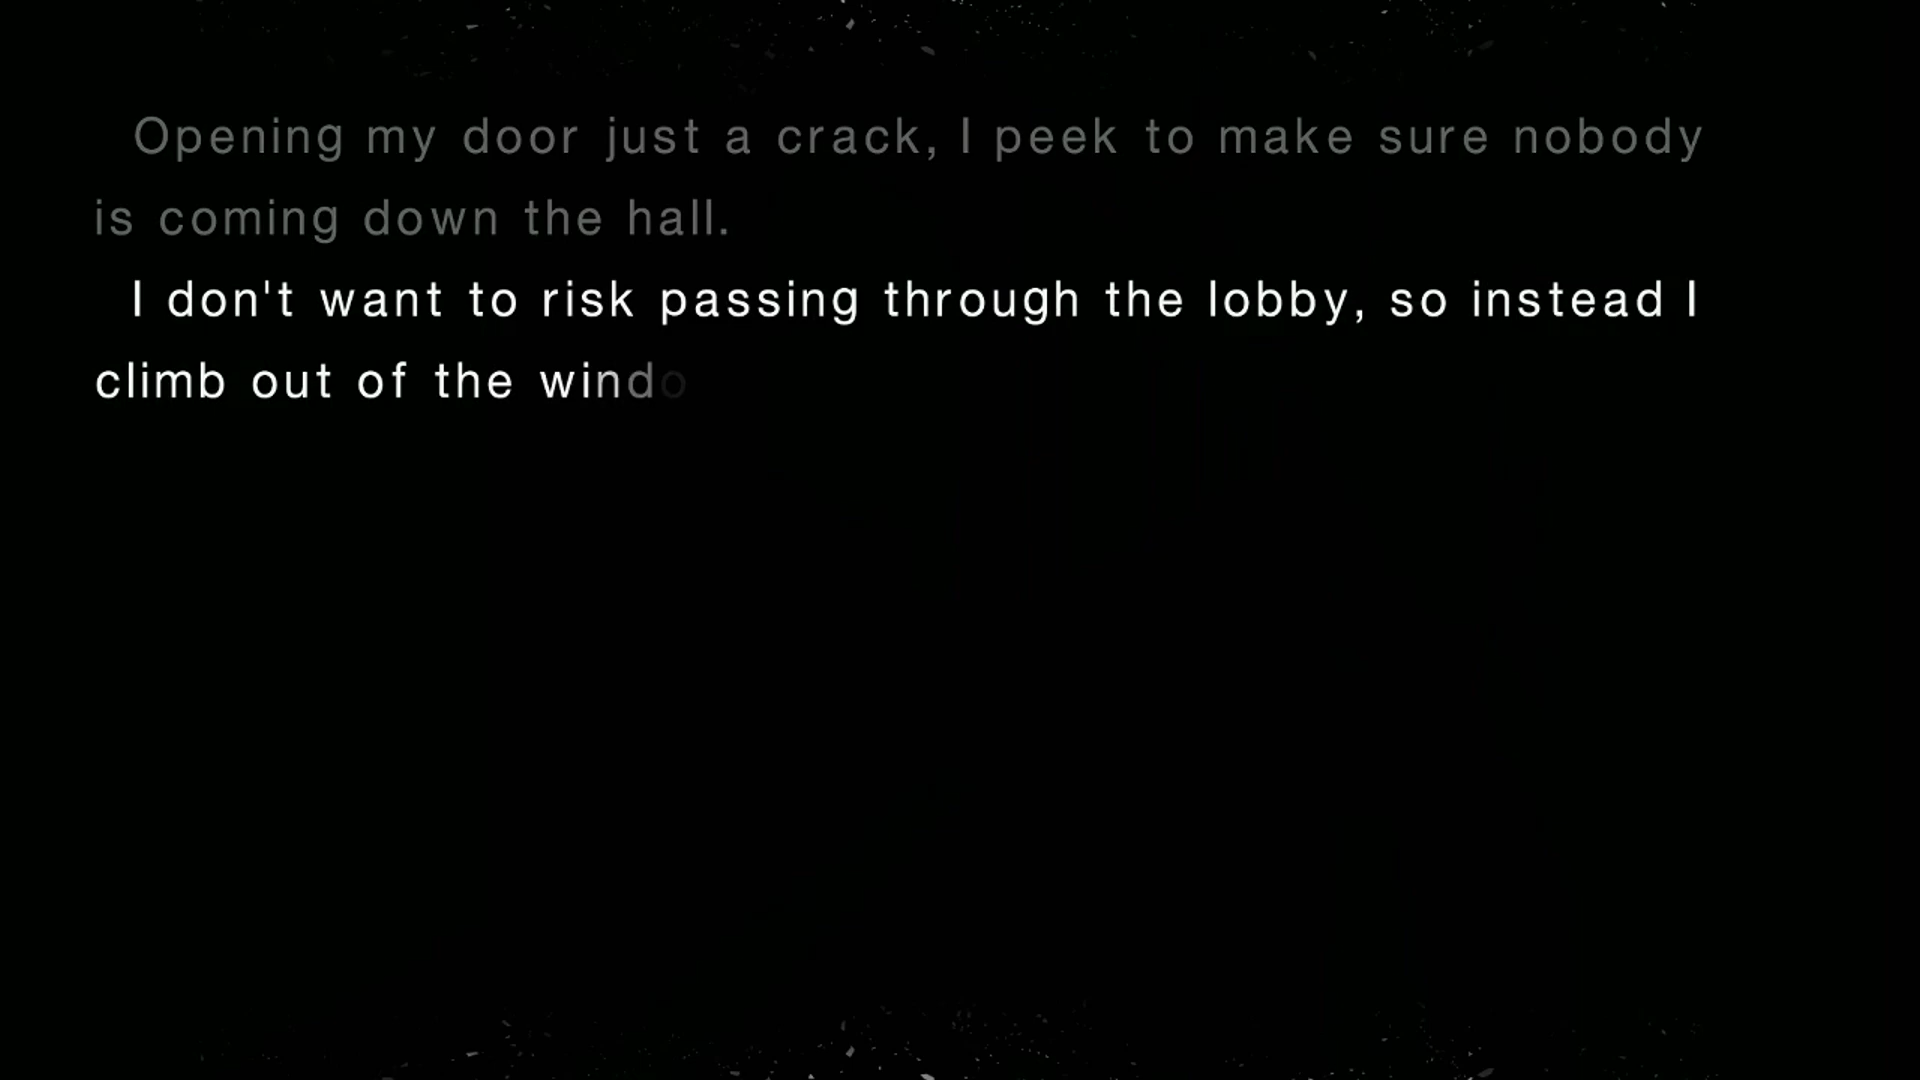 Opening my door just a crack, I peek to make sure nobody
is coming down the hall.
I don't want to risk passing through the lobby, so instead I
climb out of the windo